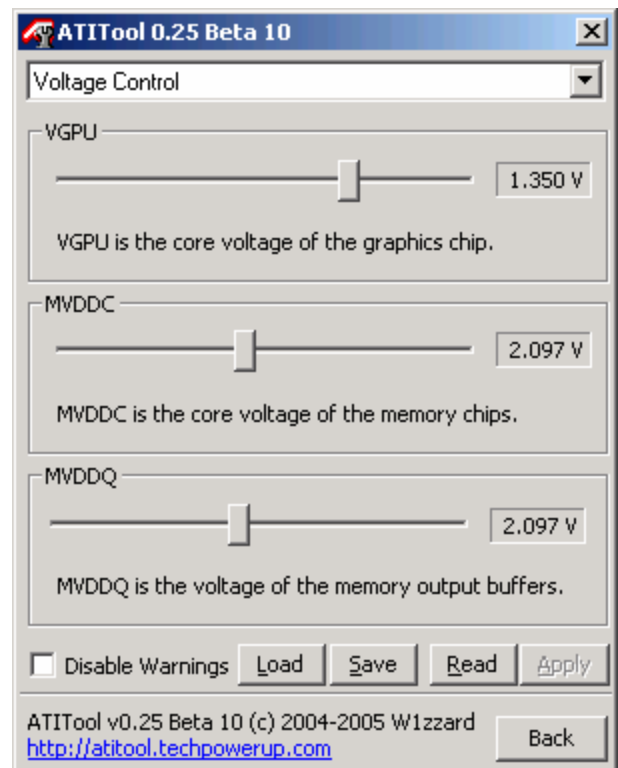 ATITool 0.25 Beta 10
Voltage Control
VGPU
1.350 V
VGPU is the core voltage of the graphics chip.
MVDDC
2.097 V
MVDDC is the core voltage of the memory chips.
MVDDQ
2.097 V
MVDDQ is the voltage of the memory output buffers.
Disable Warnings Load Save Read Apply
ATITool v0.25 Beta 10 (c) 2004-2005 W1zzard
http://atitool.techpowerup.com
Back